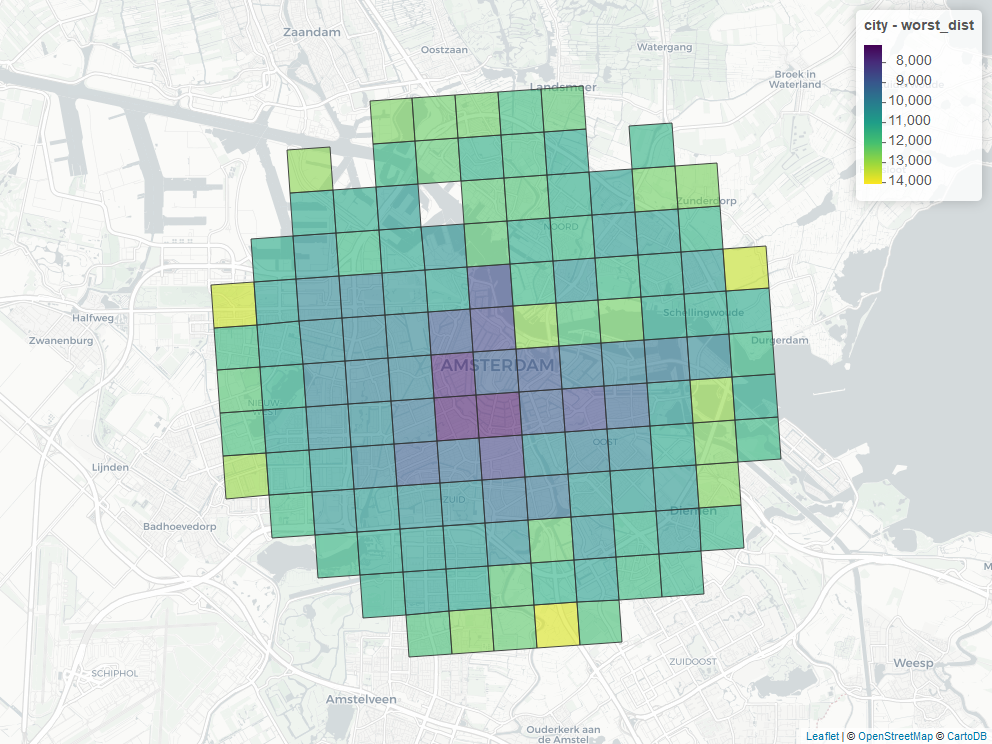 city - worst_dist
8,000
9,000
10,000
11,000
12,000
13,000
14,000
Zaandam
Oostzaan
Watergang
Broek in
Waterland
Landsmeer
Zunderdorp
NOORD
Halfweg
Zwanenburg
Schellingwoude
Durgerdam
AMSTERDAM
NIEUW-
WEST
OOST
Lijnden
ZUID
Badhoevedorp
Diemen
M
SCHIPHOL
ZUIDOOST
Weesp
Amstelveen
Ouderkerk aan
de Amstel
Leaflet | © OpenStreetMap © CartoDB